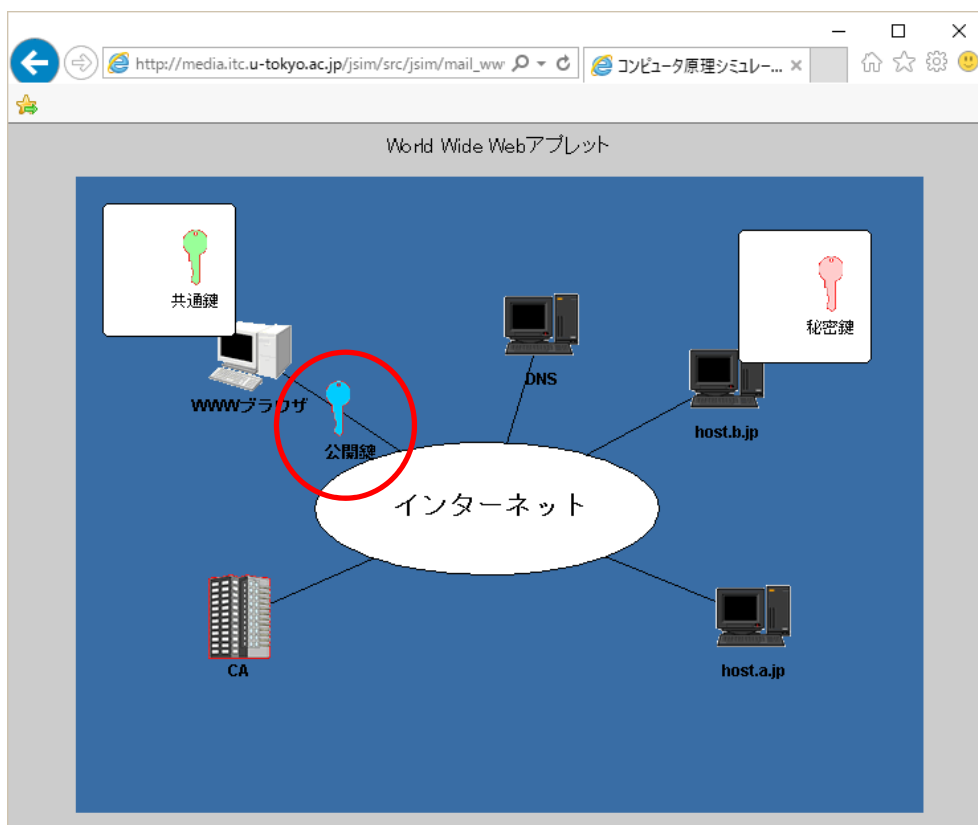 http://media.itc.u-tokyo.ac.jp/jsim/src/jsim/mail_ww
コンピュータ原理シミュレー...
World Wide Webアプレット
共通鍵
秘密鍵
DNS
WWWブラウザ
host.b.jp
公開鍵
インターネット
CA
host.a.jp